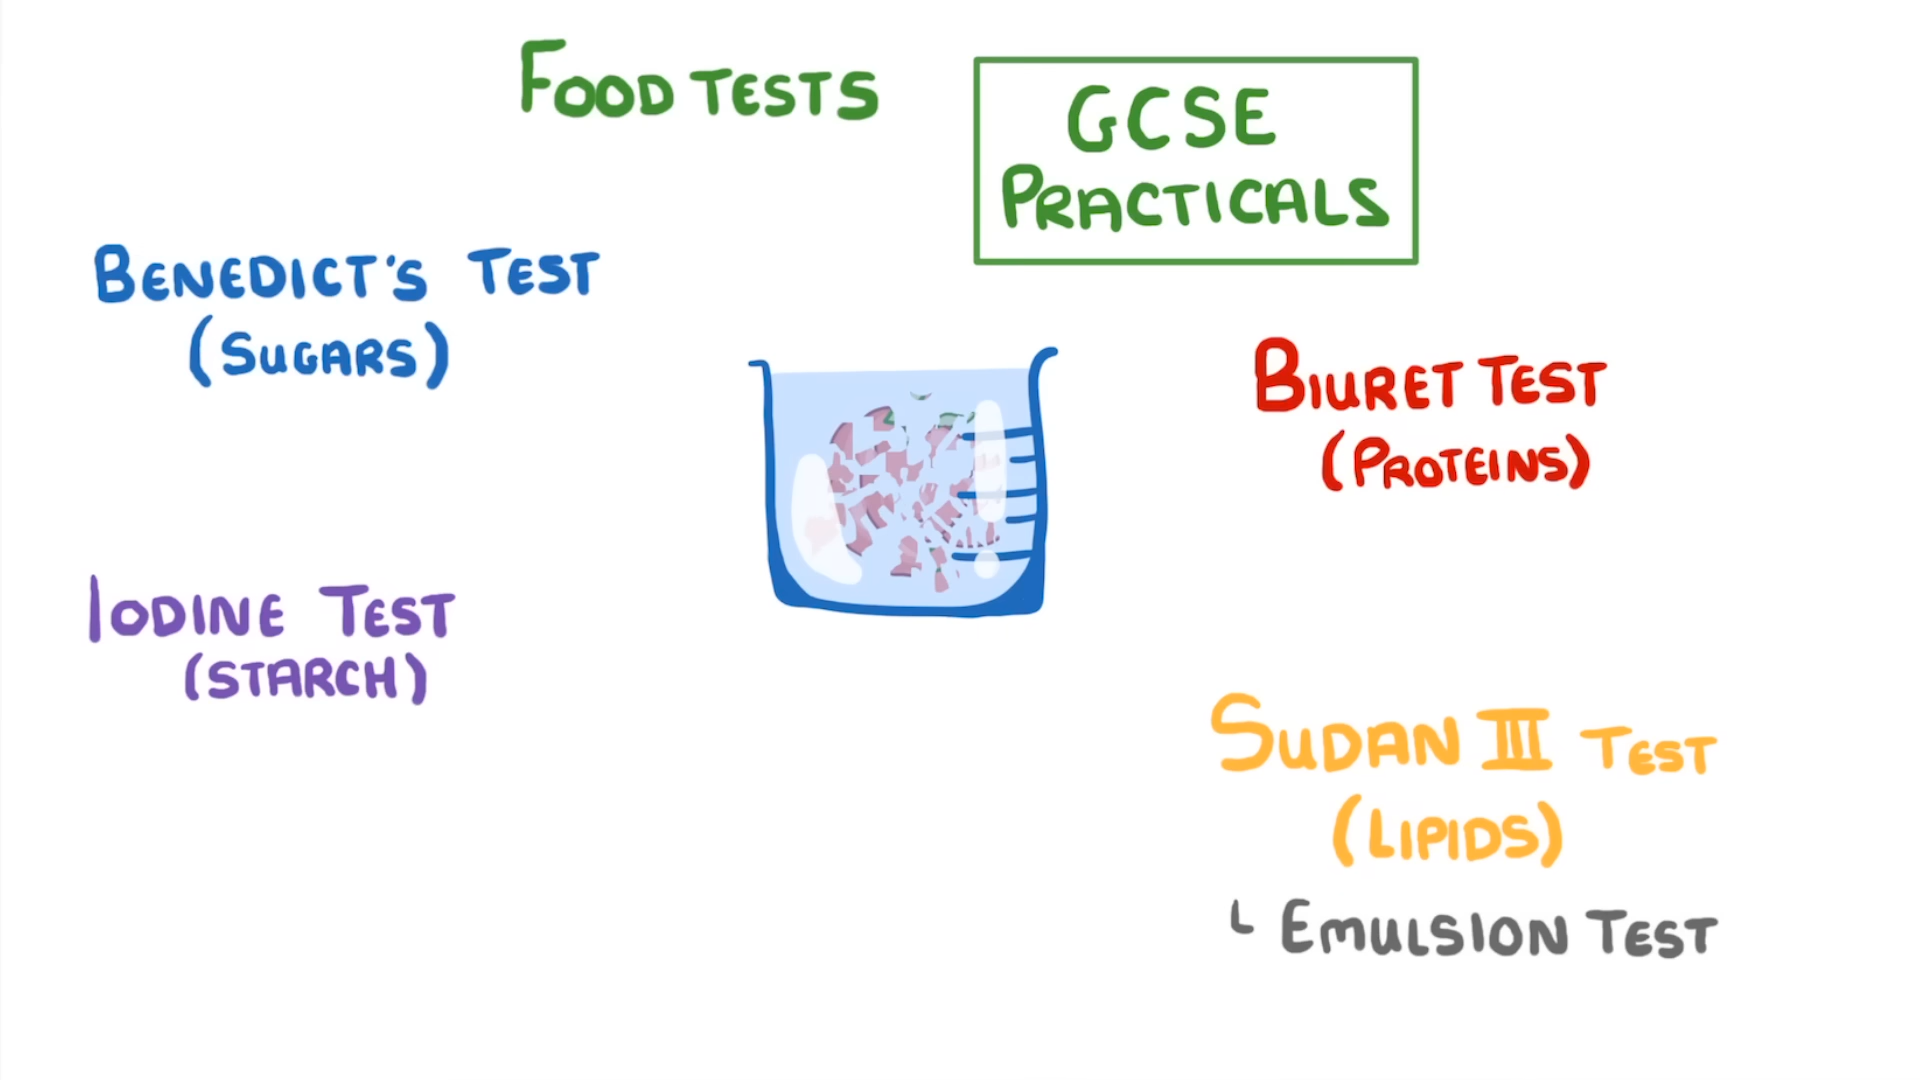 FOOD TESTS
GCSE
PRACTICALS
BENEDICT'S TEST
(SUGARS)
BIURET TEST
(PROTEINS)
IODINE TEST
(STARCH)
SUDAN III TEST
(LIPIDS)
EMULSION TEST